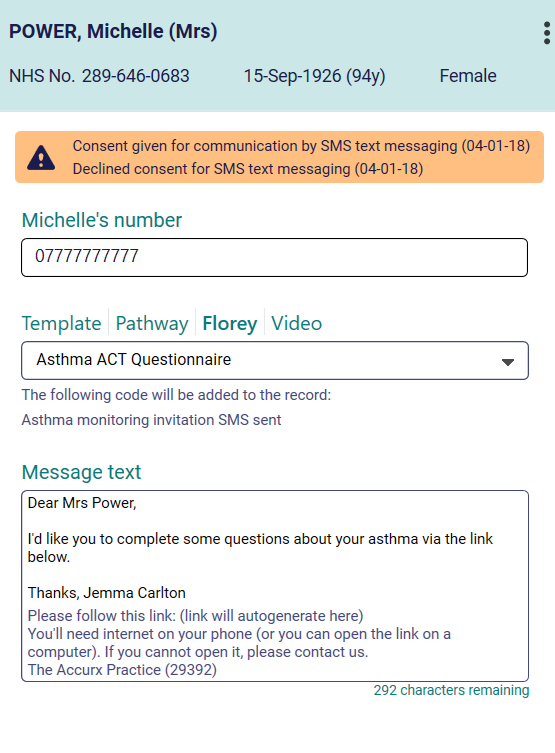 POWER, Michelle (Mrs)
NHS No. 289-646-0683 15-Sep-1926 (94y) Female
Consent given for communication by SMS text messaging (04-01-18)
Declined consent for SMS text messaging (04-01-18)
Michelle's number
07777777777
Template Pathway Florey Video
Asthma ACT Questionnaire
The following code will be added to the record:
Asthma monitoring invitation SMS sent
Message text
Dear Mrs Power,
I'd like you to complete some questions about your asthma via the link
below.
Thanks, Jemma Carlton
Please follow this link: (link will autogenerate here)
You'll need internet on your phone (or you can open the link on a
computer). If you cannot open it, please contact us.
The Accurx Practice (29392)
292 characters remaining